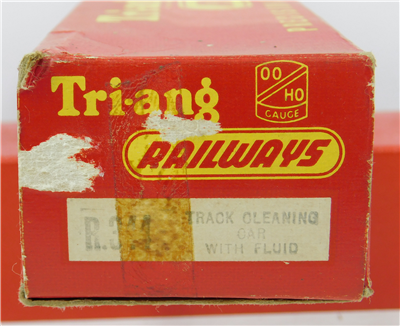 Tri-ang
OO
HO
GAUGE
RAILWAYS
TRACK CLEANING
CAR
WITH FLUID